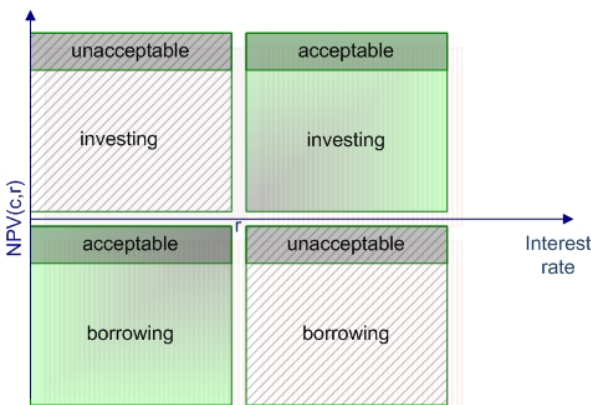 unacceptable
acceptable
investing
investing
NPV(c,r)
r
Interest
rate
acceptable
unacceptable
borrowing
borrowing